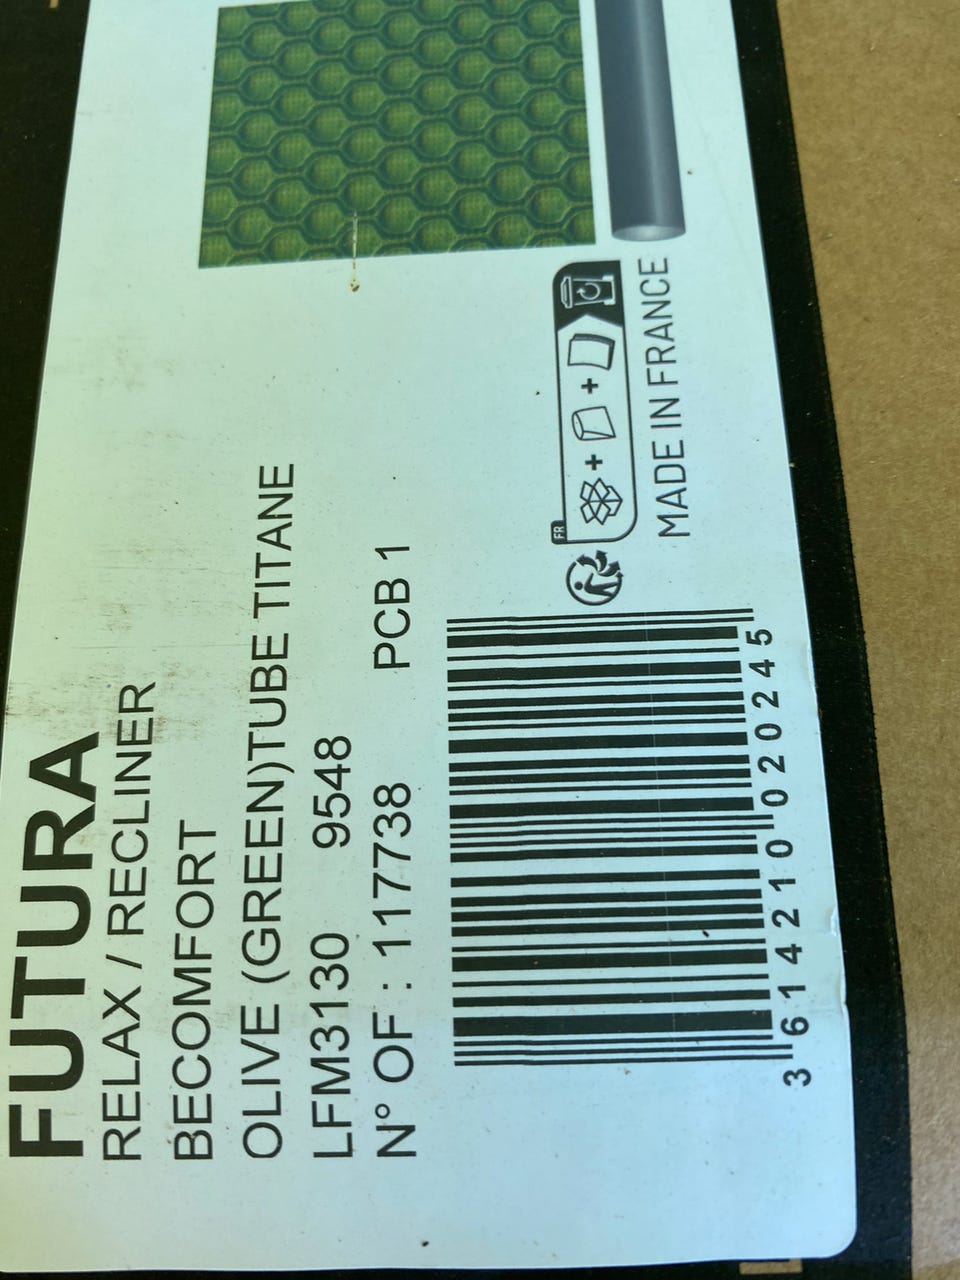 FUTURA
RELAX / RECLINER
BECOMFORT
OLIVE (GREEN)TUBE TITANE
LFM3130 9548
N° OF : 117738 PCB 1
3 614210 020245
FR
MADE IN FRANCE